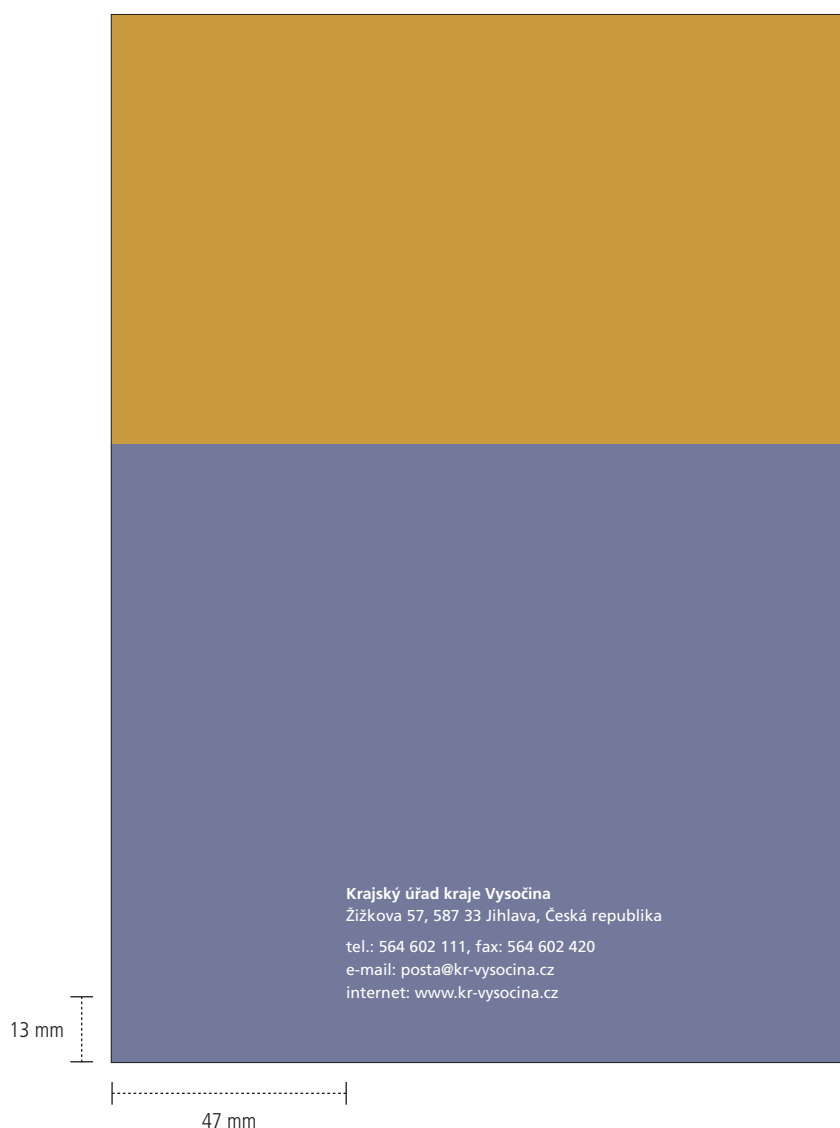 Krajský úřad kraje Vysočina
Žižkova 57, 587 33 Jihlava, Česká republika
tel.: 564 602 111, fax: 564 602 420
e-mail: posta@kr-vysocina.cz
internet: www.kr-vysocina.cz
13 mm
47 mm